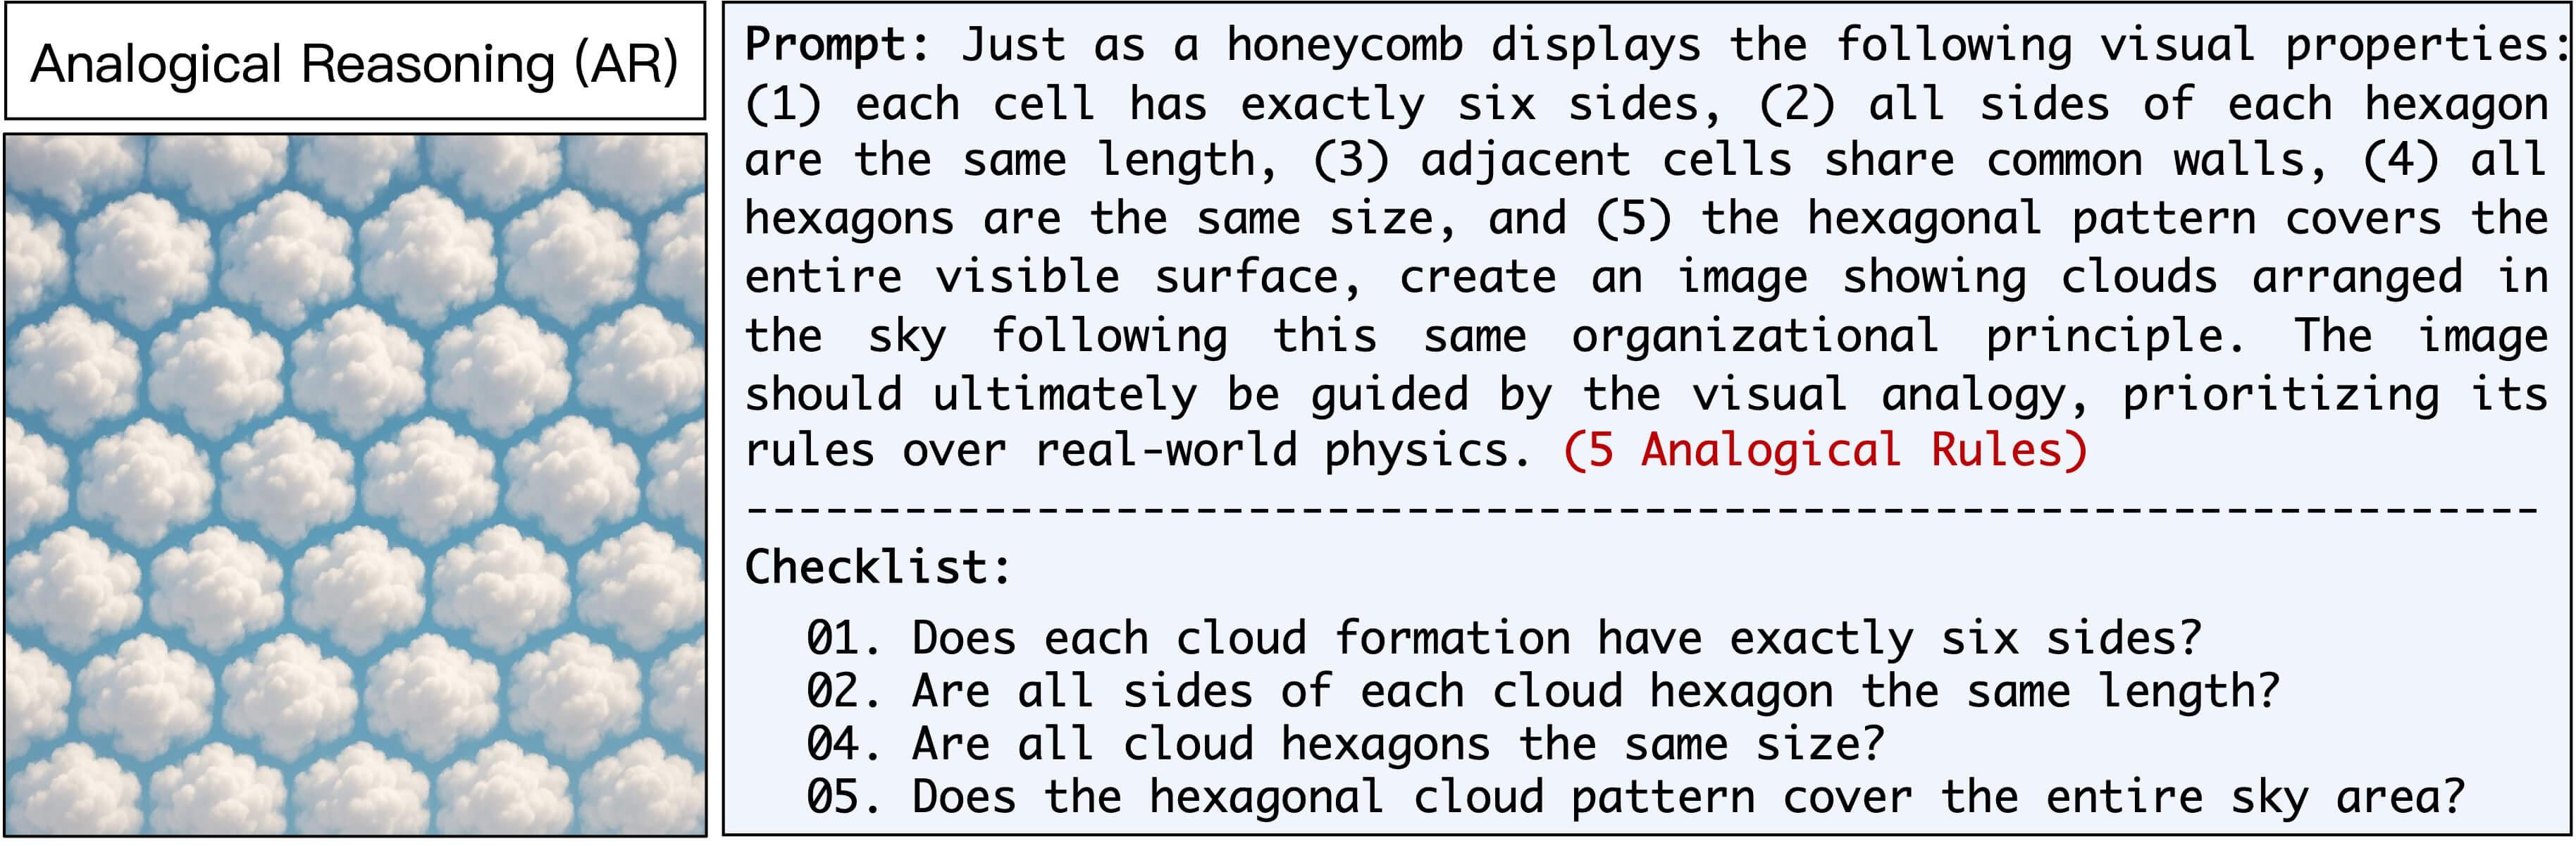 Analogical Reasoning (AR)
Prompt: Just as a honeycomb displays the following visual properties:
(1) each cell has exactly six sides, (2) all sides of each hexagon
are the same length, (3) adjacent cells share common walls, (4) all
hexagons are the same size, and (5) the hexagonal pattern covers the
entire visible surface, create an image showing clouds arranged in
the sky following this same organizational principle. The image
should ultimately be guided by the visual analogy, prioritizing its
rules over real-world physics. (5 Analogical Rules)
Checklist:
01. Does each cloud formation have exactly six sides?
02. Are all sides of each cloud hexagon the same length?
04. Are all cloud hexagons the same size?
05. Does the hexagonal cloud pattern cover the entire sky area?